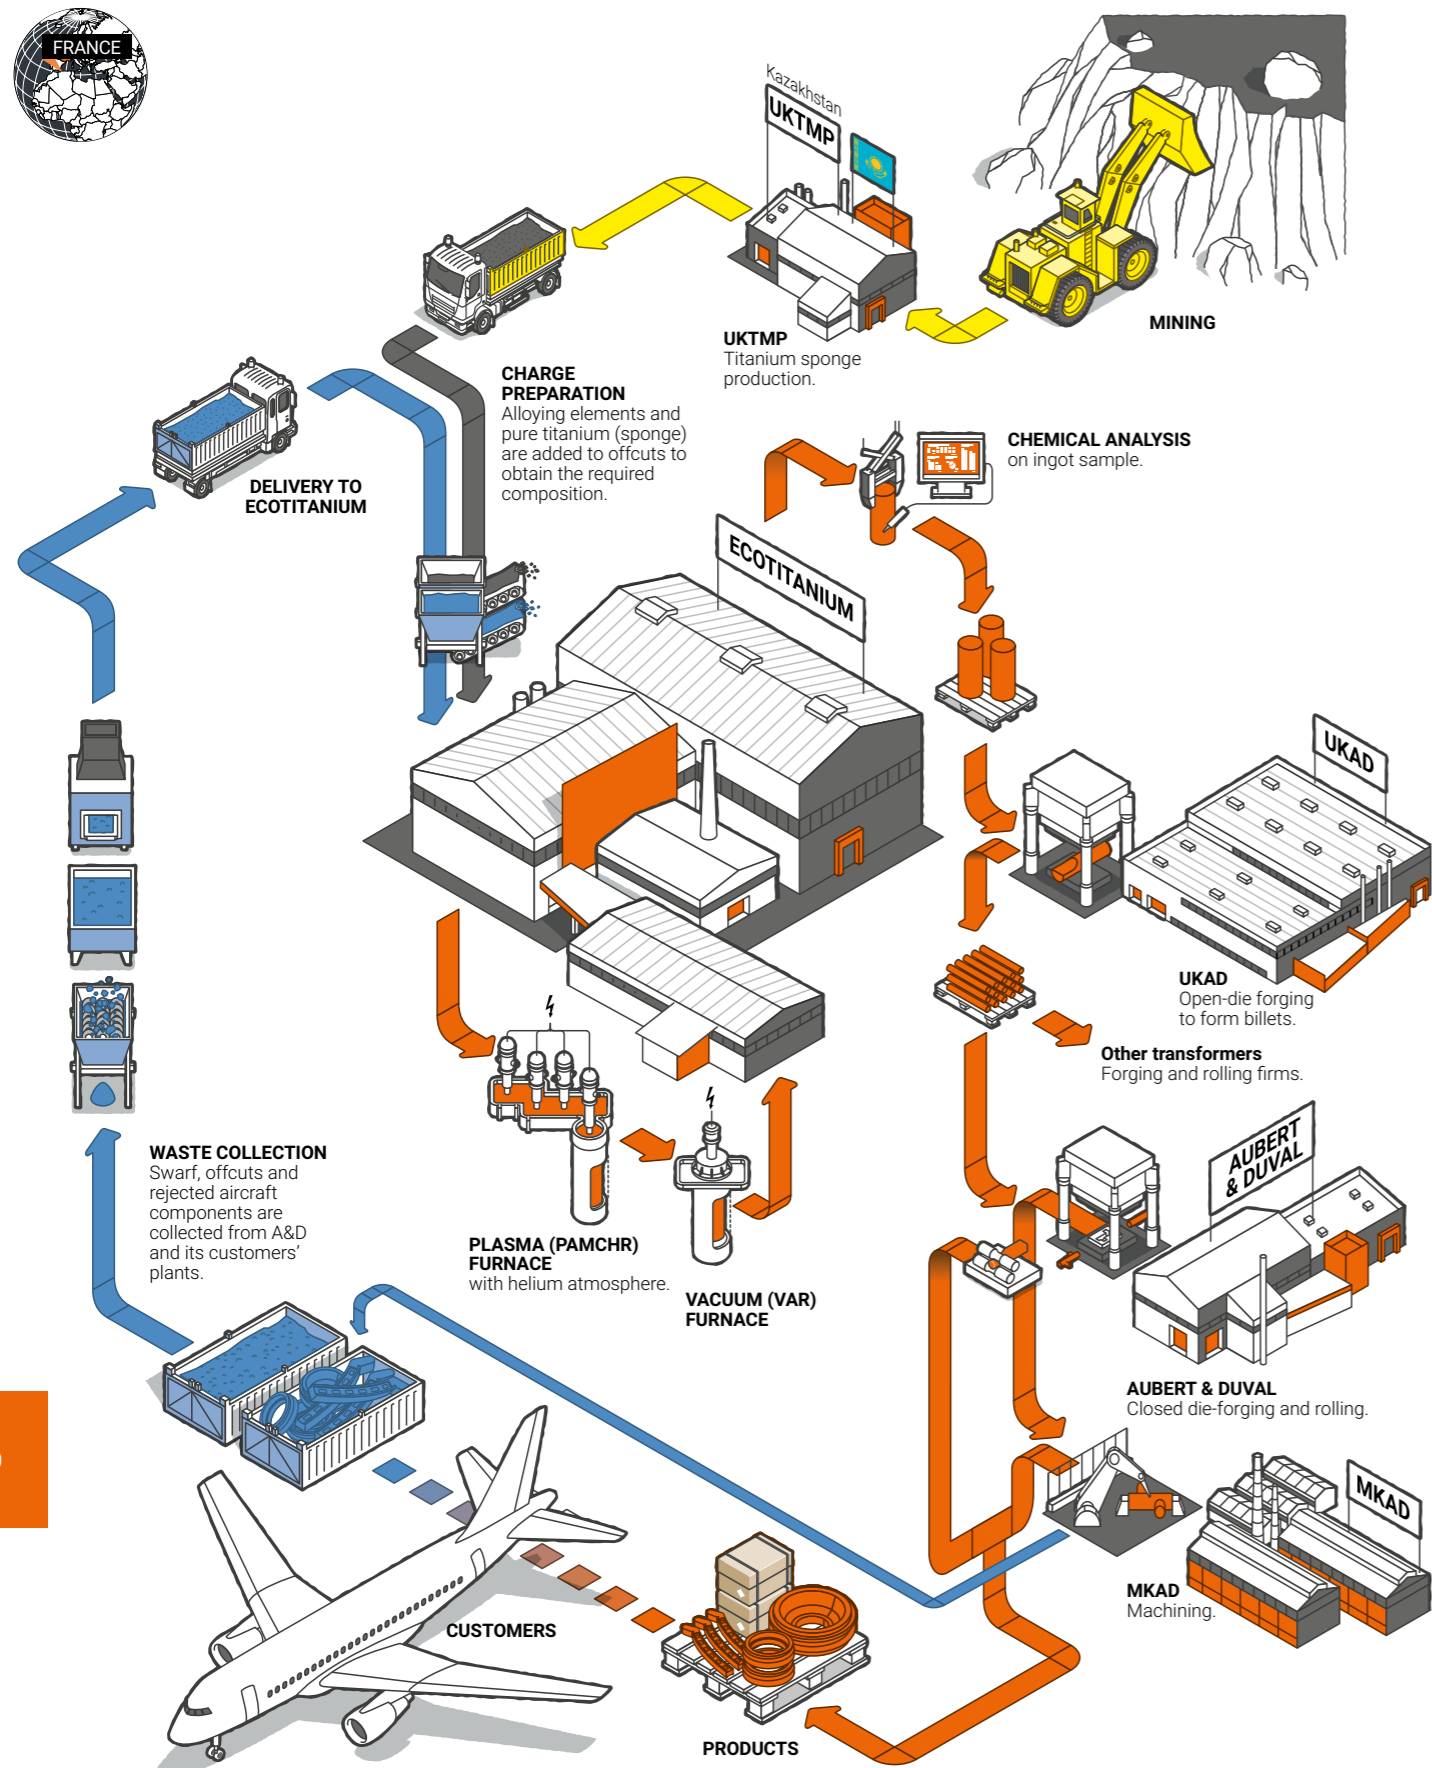 FRANCE
Kazakhstan
UKTMP
MINING
UKTMP
Titanium sponge
production.
CHARGE
PREPARATION
Alloying elements and
pure titanium (sponge)
are added to offcuts to
obtain the required
composition.
CHEMICAL ANALYSIS
on ingot sample.
DELIVERY TO
ECOTITANIUM
ECOTITANIUM
UKAD
UKAD
Open-die forging
to form billets.
Other transformers
Forging and rolling firms.
WASTE COLLECTION
Swarf, offcuts and
rejected aircraft
components are
collected from A&D
and its customers’
plants.
PLASMA (PAMCHR)
FURNACE
with helium atmosphere.
VACUUM (VAR)
FURNACE
AUBERT
& DUVAL
AUBERT & DUVAL
Closed die-forging and rolling.
MKAD
MKAD
Machining.
CUSTOMERS
PRODUCTS